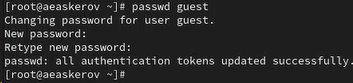 [root@aeaskerov ~]# passwd guest
Changing password for user guest.
New password:
Retype new password:
passwd: all authentication tokens updated successfully.
[root@aeaskerov ~]#